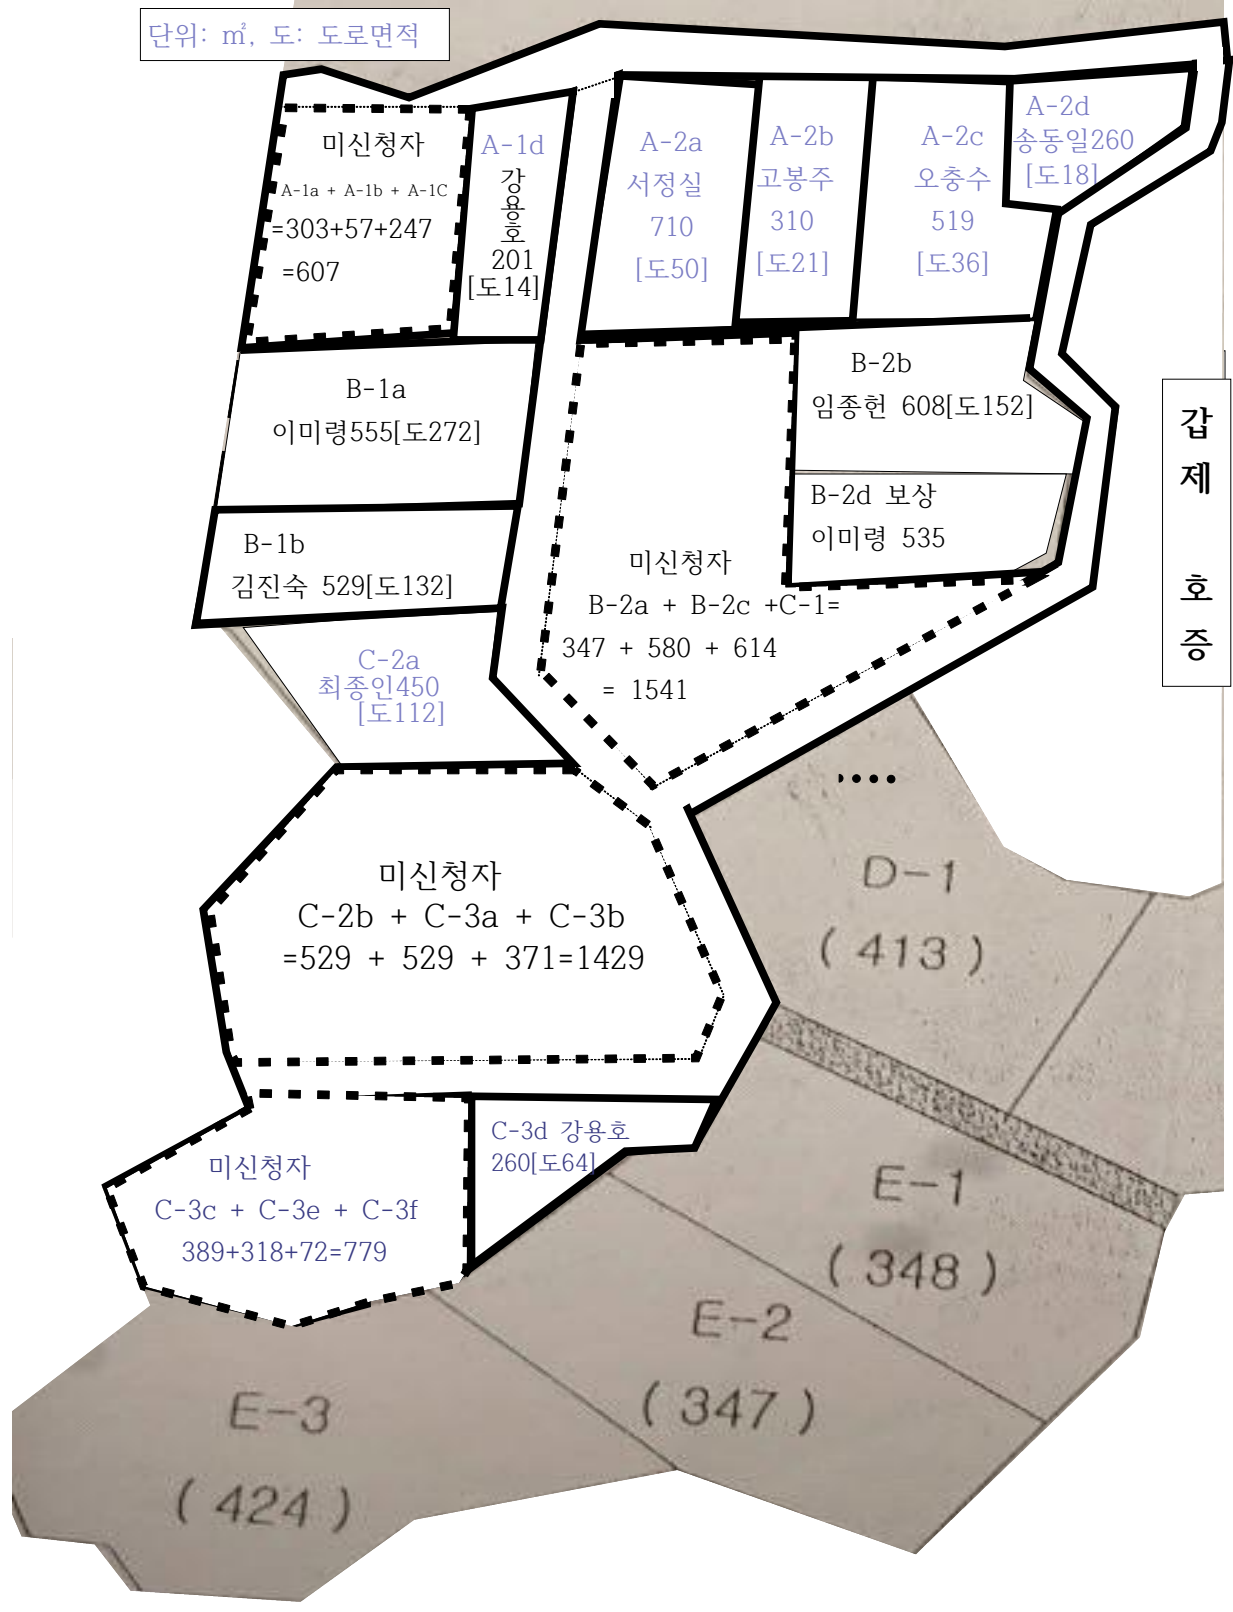 단위: ㎡, 도: 도로면적
미신청자
A-1a + A-1b + A-1C
=303+57+247
=607
A-1d
강용호
201
[도14]
A-2a
서정실
710
[도50]
A-2b
고봉주
310
[도21]
A-2c
오충수
519
[도36]
A-2d
송동일260
[도18]
B-1a
이미령555[도272]
B-2b
임종헌 608[도152]
B-2d 보상
이미령 535
갑제 호증
B-1b
김진숙 529[도132]
미신청자
B-2a + B-2c +C-1=
347 + 580 + 614
= 1541
C-2a
최종인450
[도112]
미신청자
C-2b + C-3a + C-3b
=529 + 529 + 371=1429
D-1
( 413 )
C-3d 강용호
260[도64]
미신청자
C-3c + C-3e + C-3f
389+318+72=779
E-1
( 348 )
E-2
( 347 )
E-3
( 424 )